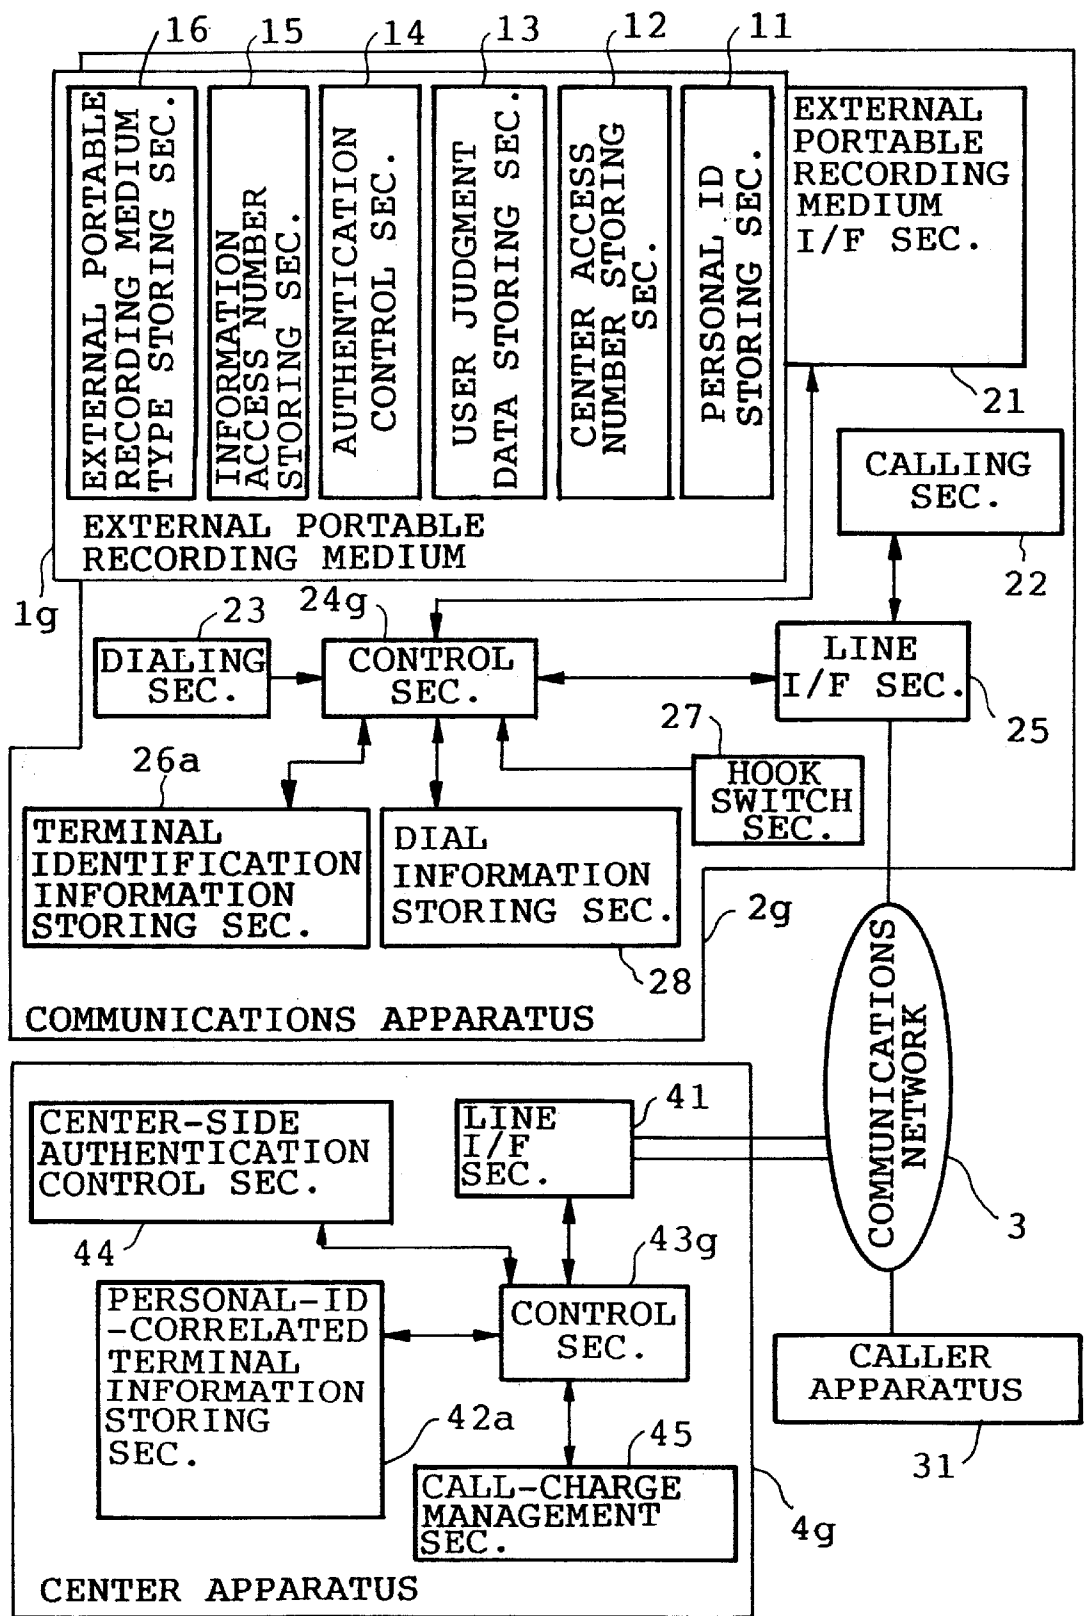 16
15
14
13
12
11
EXTERNAL PORTABLE
RECORDING MEDIUM
TYPE STORING SEC.
INFORMATION
ACCESS NUMBER
STORING SEC.
AUTHENTICATION
CONTROL SEC.
USER JUDGMENT
DATA STORING SEC.
CENTER ACCESS
NUMBER STORING
SEC.
PERSONAL ID
STORING SEC.
EXTERNAL
PORTABLE
RECORDING
MEDIUM
I/F SEC.
21
EXTERNAL PORTABLE
RECORDING MEDIUM
1g
CALLING
SEC.
22
23
DIALING
SEC.
24g
CONTROL
SEC.
LINE
I/F SEC.
25
27
HOOK
SWITCH
SEC.
26a
TERMINAL
IDENTIFICATION
INFORMATION
STORING SEC.
DIAL
INFORMATION
STORING SEC.
28
2g
COMMUNICATIONS APPARATUS
COMMUNICATIONS
NETWORK
3
CENTER-SIDE
AUTHENTICATION
CONTROL SEC.
44
LINE
I/F
SEC.
41
43g
CONTROL
SEC.
PERSONAL-ID
-CORRELATED
TERMINAL
INFORMATION
STORING
SEC.
42a
45
CALL-CHARGE
MANAGEMENT
SEC.
4g
CENTER APPARATUS
CALLER
APPARATUS
31